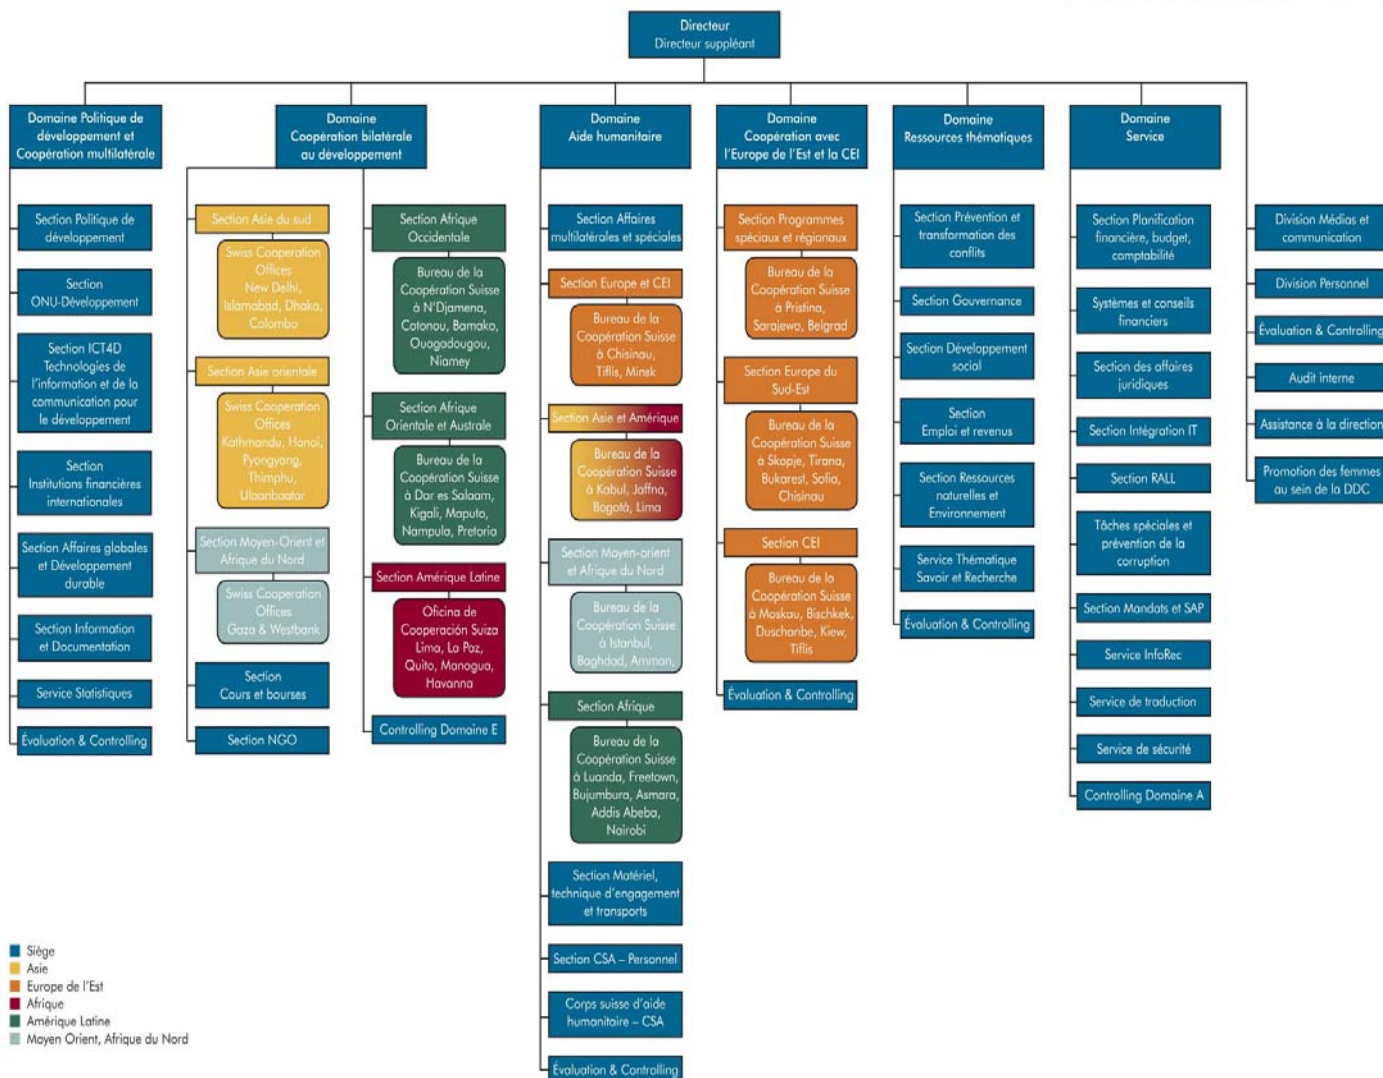 Directeur
Directeur suppléant
Domaine Politique de
développement et
Coopération multilatérale
Section Politique de
développement
Section
ONU-Développement
Section ICT4D
Technologies de
l'information et de la
communication pour
le développement
Section
Institutions financières
internationales
Section Affaires globales
et Développement
durable
Section Information
et Documentation
Service Statistiques
Évaluation & Controlling
Domaine
Coopération bilatérale
au développement
Section Asie du sud
Swiss Cooperation
Offices
New Delhi,
Islamabad, Dhaka,
Colombo
Section Asie orientale
Swiss Cooperation
Offices
Kathmandu, Hanoi,
Pyongyang,
Thimphu,
Ulaanbaatar
Section Moyen-Orient et
Afrique du Nord
Swiss Cooperation
Offices
Gaza & Westbank
Section
Cours et bourses
Section NGO
Section Afrique
Occidentale
Bureau de la
Coopération Suisse
à N'Djamena,
Cotonou, Bamako,
Ouagadougou,
Niamey
Section Afrique
Orientale et Australe
Bureau de la
Coopération Suisse
à Dar es Salaam,
Kigali, Maputo,
Nampula, Pretoria
Section Amérique Latine
Oficina de
Cooperación Suiza
Lima, La Paz,
Quito, Managua,
Havanna
Controlling Domaine E
Domaine
Aide humanitaire
Section Affaires
multilatérales et spéciales
Section Europe et CEI
Bureau de la
Coopération Suisse
à Chisinau,
Tiflis, Minsk
Section Asie et Amérique
Bureau de la
Coopération Suisse
à Kabul, Jaffna,
Bogotà, Lima
Section Moyen-orient
et Afrique du Nord
Bureau de la
Coopération Suisse
à Istanbul,
Baghdad, Amman,
Section Afrique
Bureau de la
Coopération Suisse
à Luanda, Freetown,
Bujumbura, Asmara,
Addis Abeba,
Nairobi
Section Matériel,
technique d'engagement
et transports
Section CSA – Personnel
Corps suisse d'aide
humanitaire – CSA
Évaluation & Controlling
Domaine
Coopération avec
l'Europe de l'Est et la CEI
Section Programmes
spéciaux et régionaux
Bureau de la
Coopération Suisse
à Pristina,
Sarajewo, Belgrad
Section Europe du
Sud-Est
Bureau de la
Coopération Suisse
à Skopje, Tirana,
Bukarest, Sofia,
Chisinau
Section CEI
Bureau de la
Coopération Suisse
à Moskau, Bischkek,
Duschanbe, Kiew,
Tiflis
Évaluation & Controlling
Domaine
Ressources thématiques
Section Prévention et
transformation des
conflits
Section Gouvernance
Section Développement
social
Section
Emploi et revenus
Section Ressources
naturelles et
Environnement
Service Thématique
Savoir et Recherche
Évaluation & Controlling
Domaine
Service
Section Planification
financière, budget,
comptabilité
Systèmes et conseils
financiers
Section des affaires
juridiques
Section Intégration IT
Section RALL
Tâches spéciales et
prévention de la
corruption
Section Mandats et SAP
Service InfoRec
Service de traduction
Service de sécurité
Controlling Domaine A
Division Médias et
communication
Division Personnel
Évaluation & Controlling
Audit interne
Assistance à la direction
Promotion des femmes
au sein de la DDC
Siège
Asie
Europe de l'Est
Afrique
Amérique Latine
Moyen Orient, Afrique du Nord